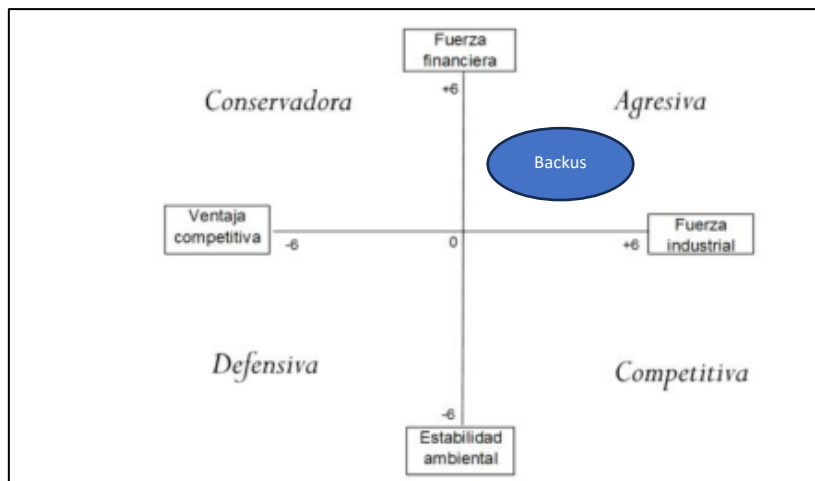 Fuerza
financiera
+6
Conservadora
Agresiva
Backus
Ventaja
competitiva
-6
0
+6
Fuerza
industrial
Defensiva
Competitiva
-6
Estabilidad
ambiental